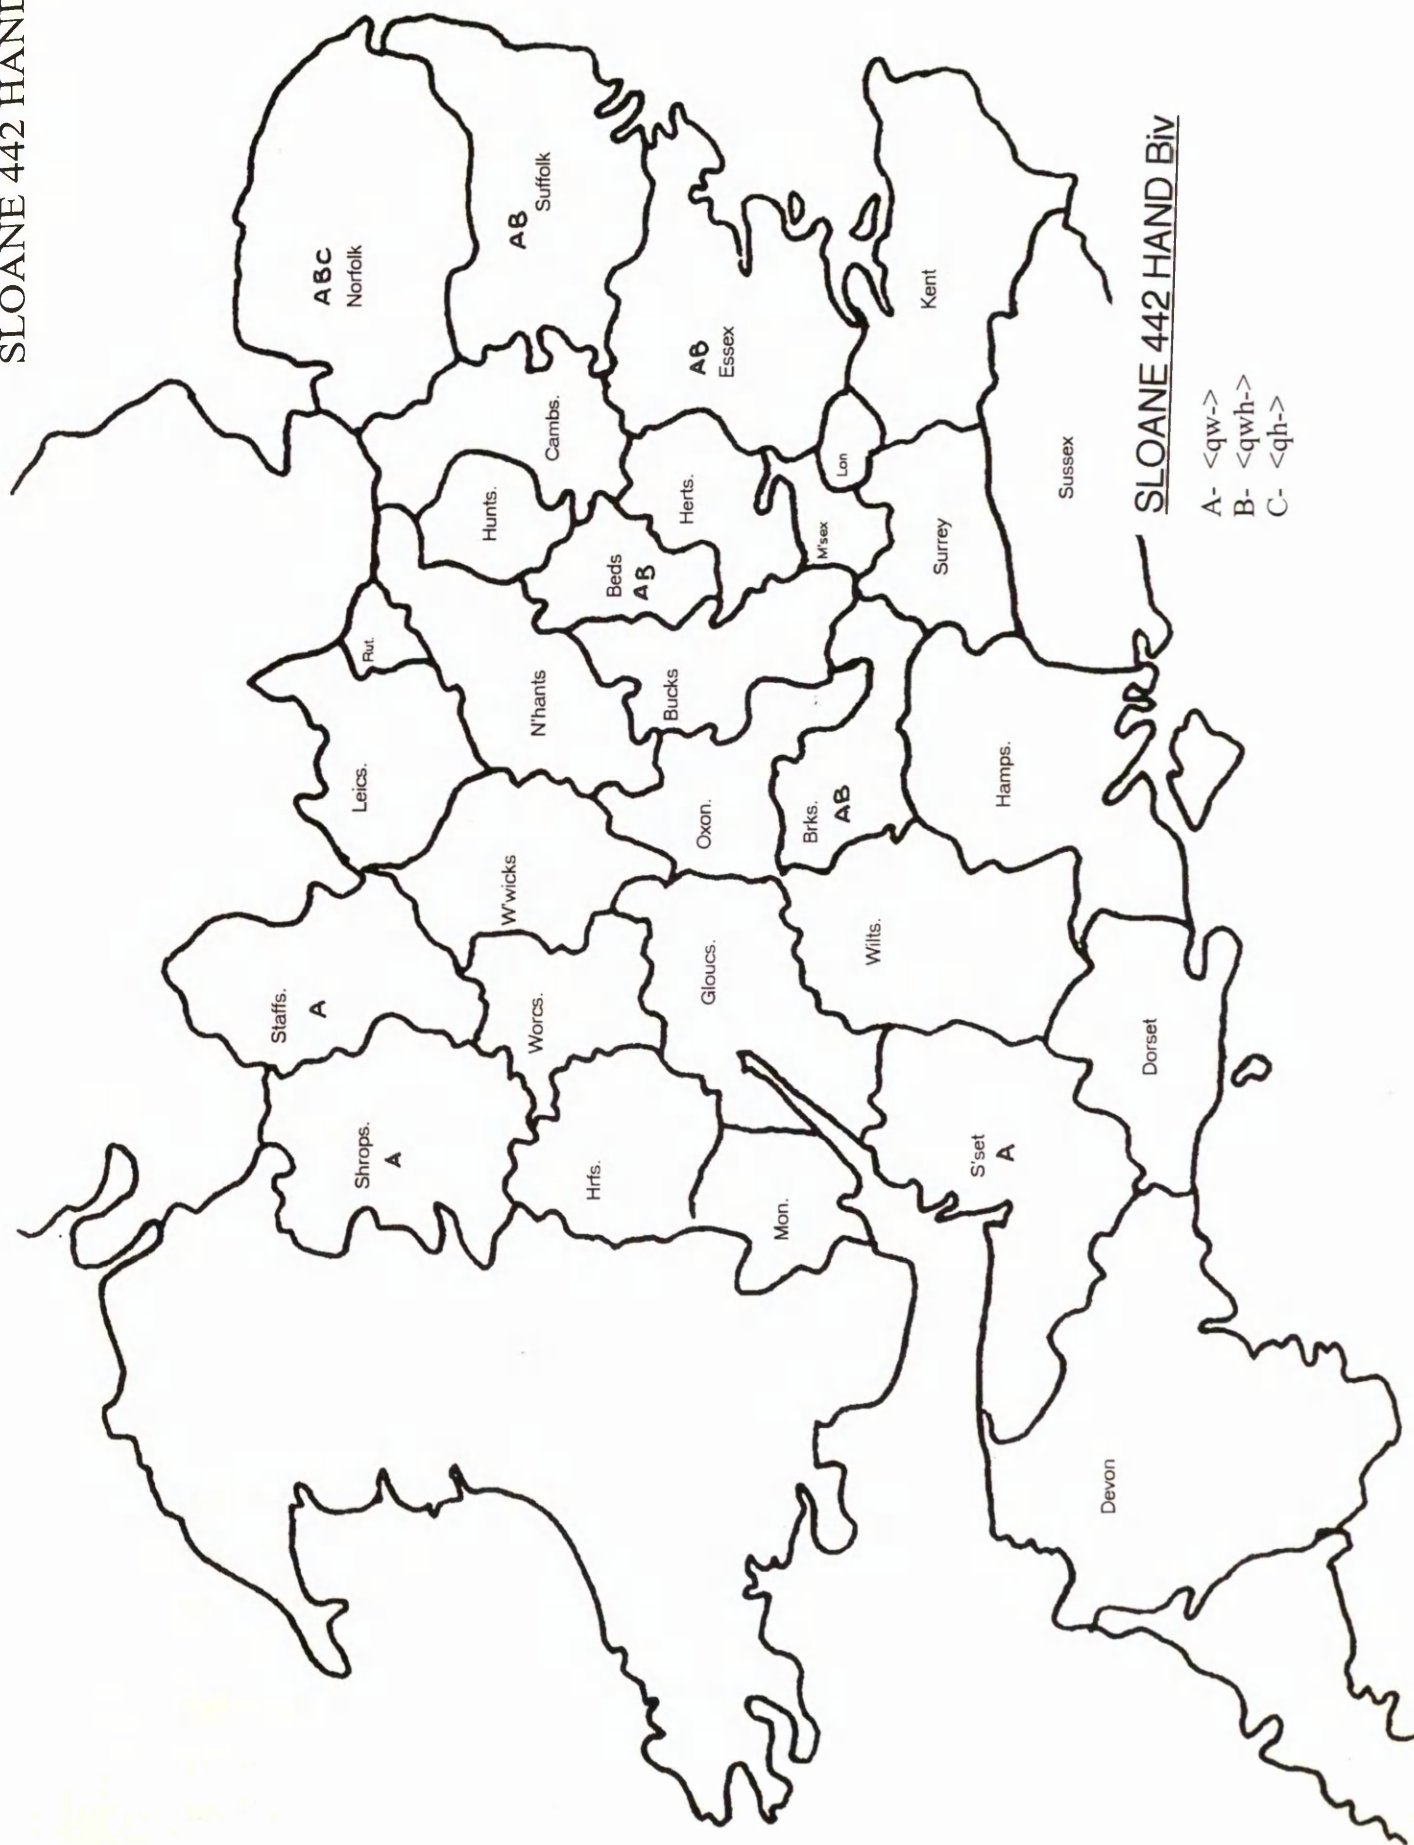 SLOANE 442 HAND
ABC
Norfolk
AB
Suffolk
AB
Essex
Cambs.
Hunts.
Herts.
Beds
AB
Rut.
N'hants
Bucks
Leics.
W'wicks
Oxon.
Brks.
AB
Lon
M'sex
Kent
Surrey
Sussex
Hamps.
Staffs.
A
Worcs.
Gloucs.
Wilts.
Shrops.
A
Hrfs.
Mon.
S'set
A
Dorset
Devon
SLOANE 442 HAND Biv
A- <qw->
B- <qwh->
C- <qh->